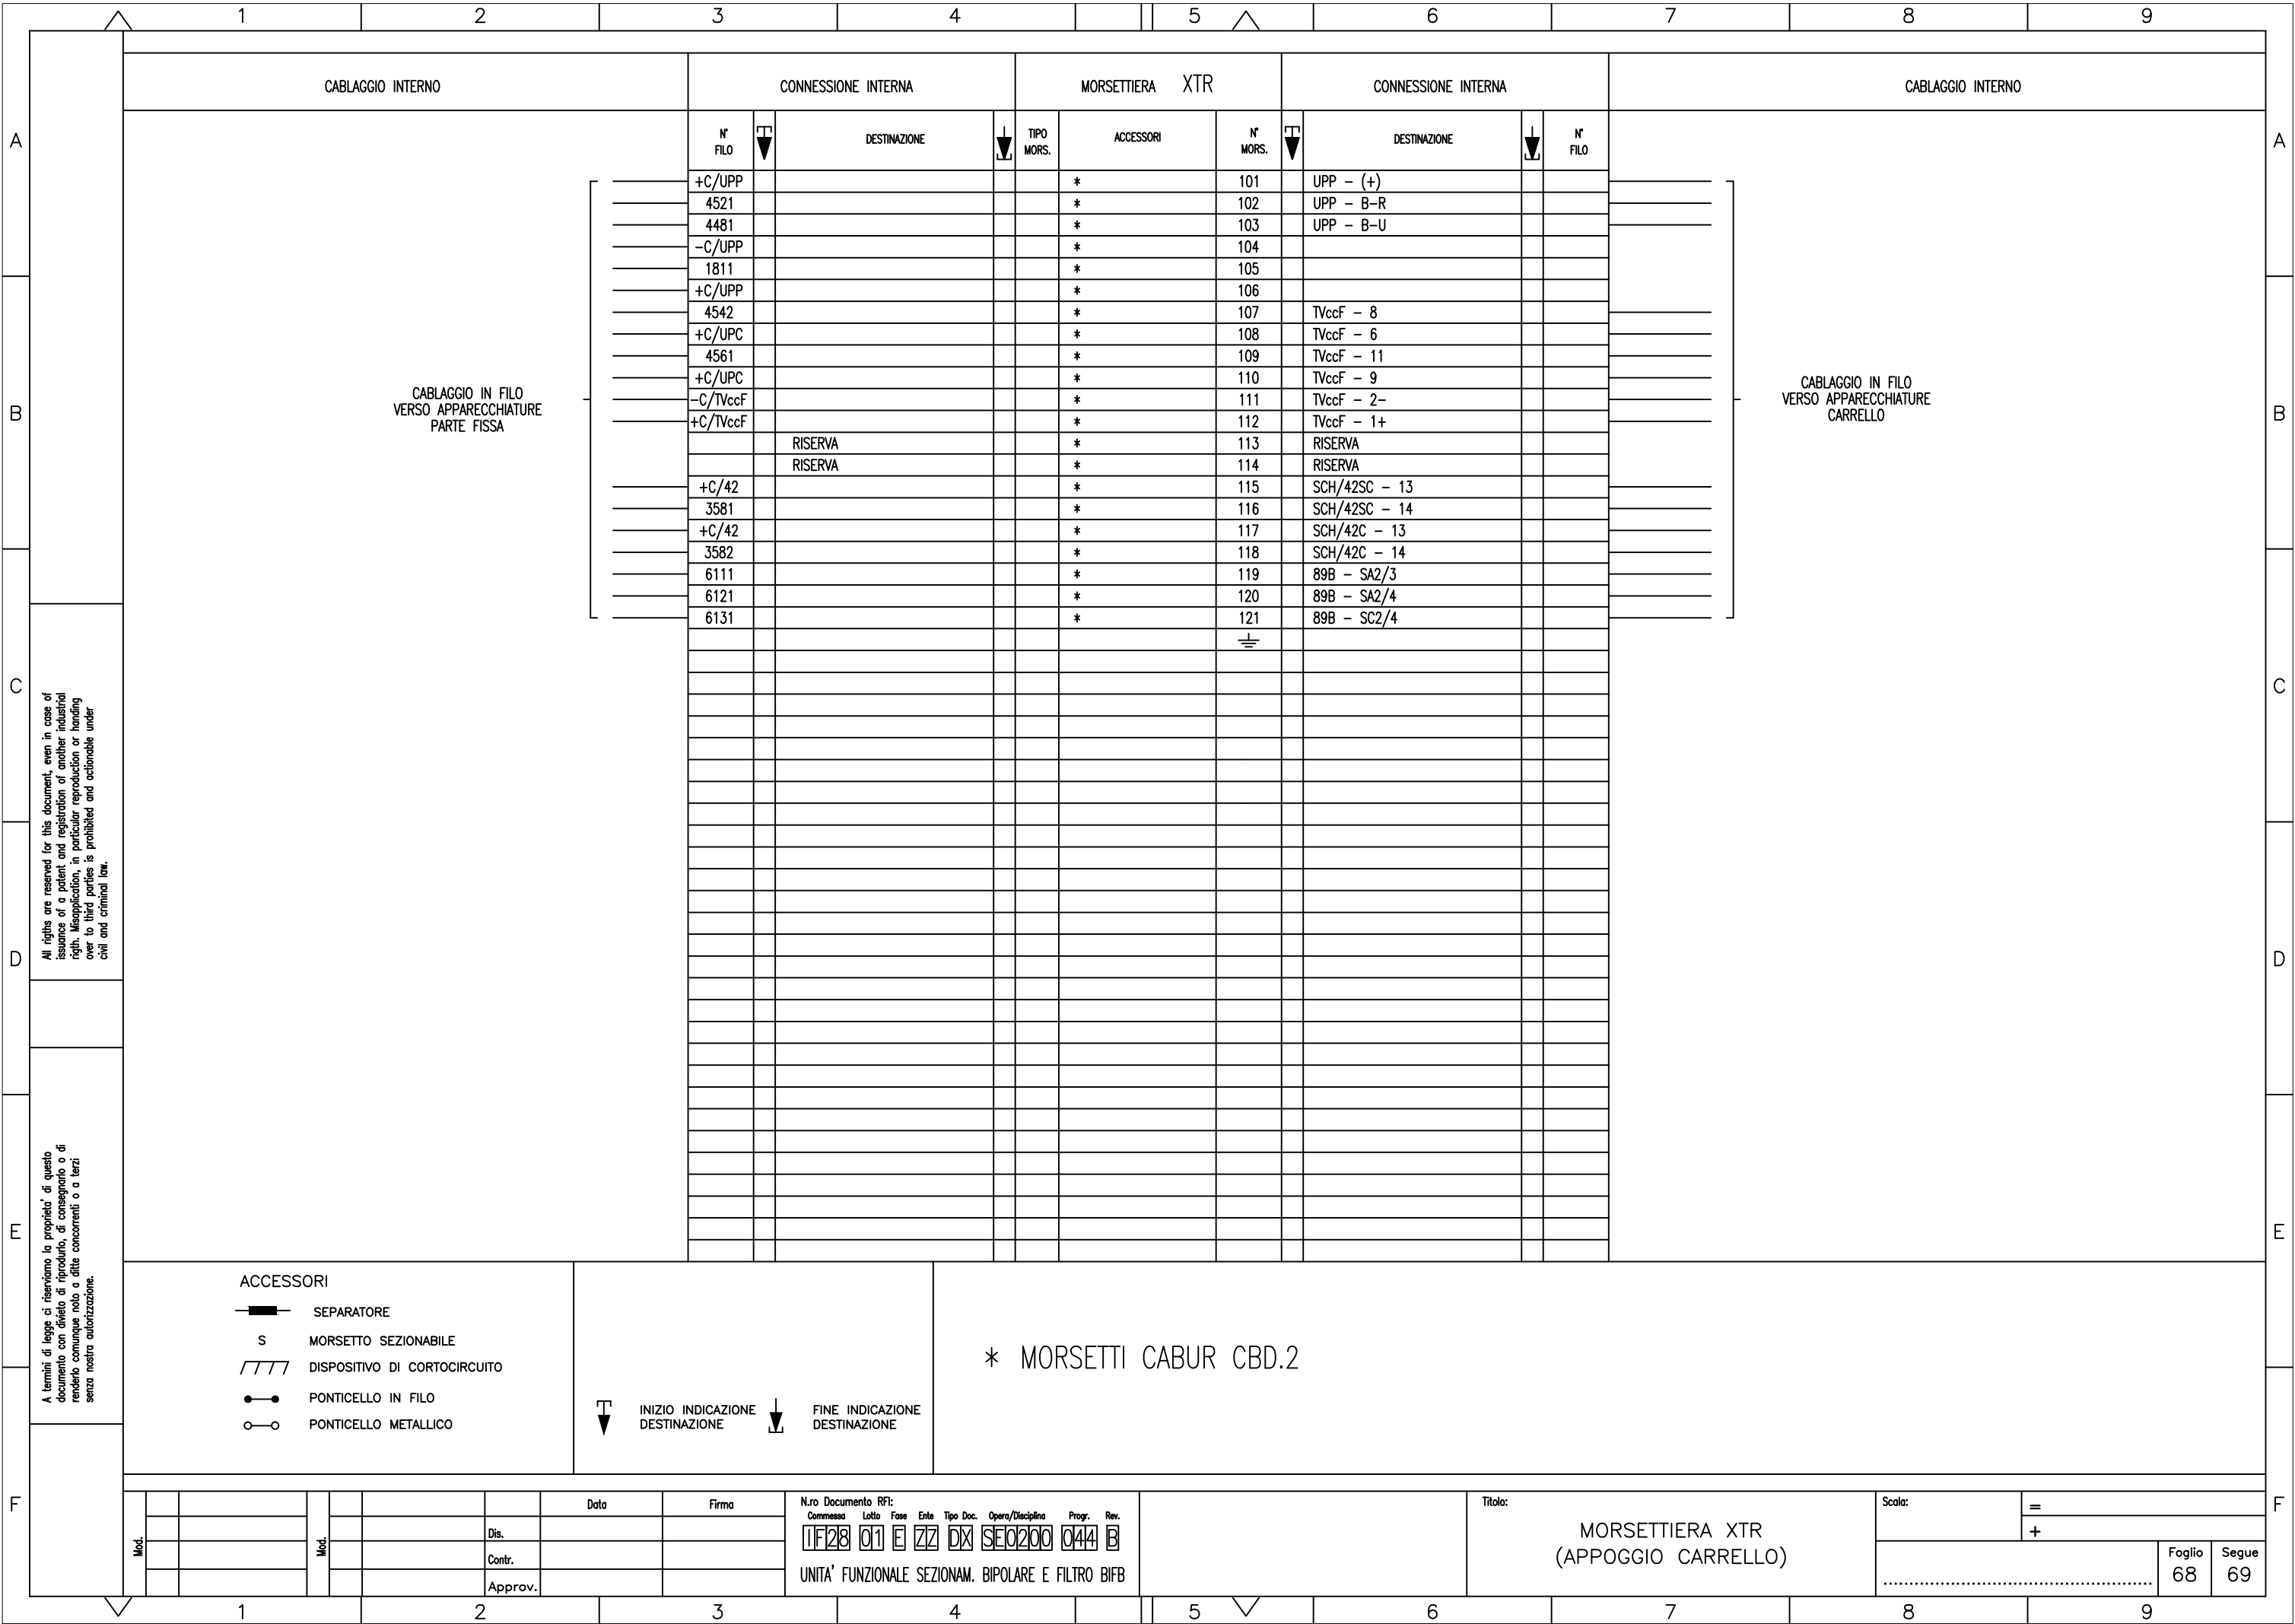 1 2 3 4 5 6 7 8 9
CABLAGGIO INTERNO CONNESSIONE INTERNA MORSETTIERA XTR CONNESSIONE INTERNA CABLAGGIO INTERNO
A N° FILO DESTINAZIONE TIPO MORS. ACCESSORI N° MORS. DESTINAZIONE N° FILO A
+C/UPP * 101 UPP - (+)
4521 * 102 UPP - B-R
4481 * 103 UPP - B-U
-C/UPP * 104
1811 * 105
+C/UPP * 106
4542 * 107 TVccF - 8
+C/UPC * 108 TVccF - 6
4561 * 109 TVccF - 11
+C/UPC * 110 TVccF - 9
-C/TVccF * 111 TVccF - 2-
+C/TVccF * 112 TVccF - 1+
RISERVA * 113 RISERVA
RISERVA * 114 RISERVA
+C/42 * 115 SCH/42SC - 13
3581 * 116 SCH/42SC - 14
+C/42 * 117 SCH/42C - 13
3582 * 118 SCH/42C - 14
6111 * 119 89B - SA2/3
6121 * 120 89B - SA2/4
6131 * 121 89B - SC2/4
CABLAGGIO IN FILO
VERSO APPARECCHIATURE
PARTE FISSA
CABLAGGIO IN FILO
VERSO APPARECCHIATURE
CARRELLO
B B
C C
D D
E E
F F
All rigths are reserved for this document, even in case of
issuance of a patent and registration of another industrial
rigth. Misapplication, in particular reproduction or handing
over to third parties is prohibited and actionable under
civil and criminal law.
A termini di legge ci riserviamo la proprieta' di questo
documento con divieto di riprodurlo, di consegnarlo o di
renderlo comunque noto a ditte concorrenti o a terzi
senza nostra autorizzazione.
ACCESSORI
SEPARATORE
S MORSETTO SEZIONABILE
DISPOSITIVO DI CORTOCIRCUITO
PONTICELLO IN FILO
PONTICELLO METALLICO
INIZIO INDICAZIONE
DESTINAZIONE
FINE INDICAZIONE
DESTINAZIONE
* MORSETTI CABUR CBD.2
Mod. Mod. Data Firma
Dis.
Contr.
Approv.
N.ro Documento RFI:
Commessa Lotto Fase Ente Tipo Doc. Opera/Disciplina Progr. Rev.
IF28 01 E ZZ DX SE0200 044 B
UNITA' FUNZIONALE SEZIONAM. BIPOLARE E FILTRO BIFB
Titolo:
MORSETTIERA XTR
(APPOGGIO CARRELLO)
Scala: =
+
Foglio Segue
68 69
1 2 3 4 5 6 7 8 9